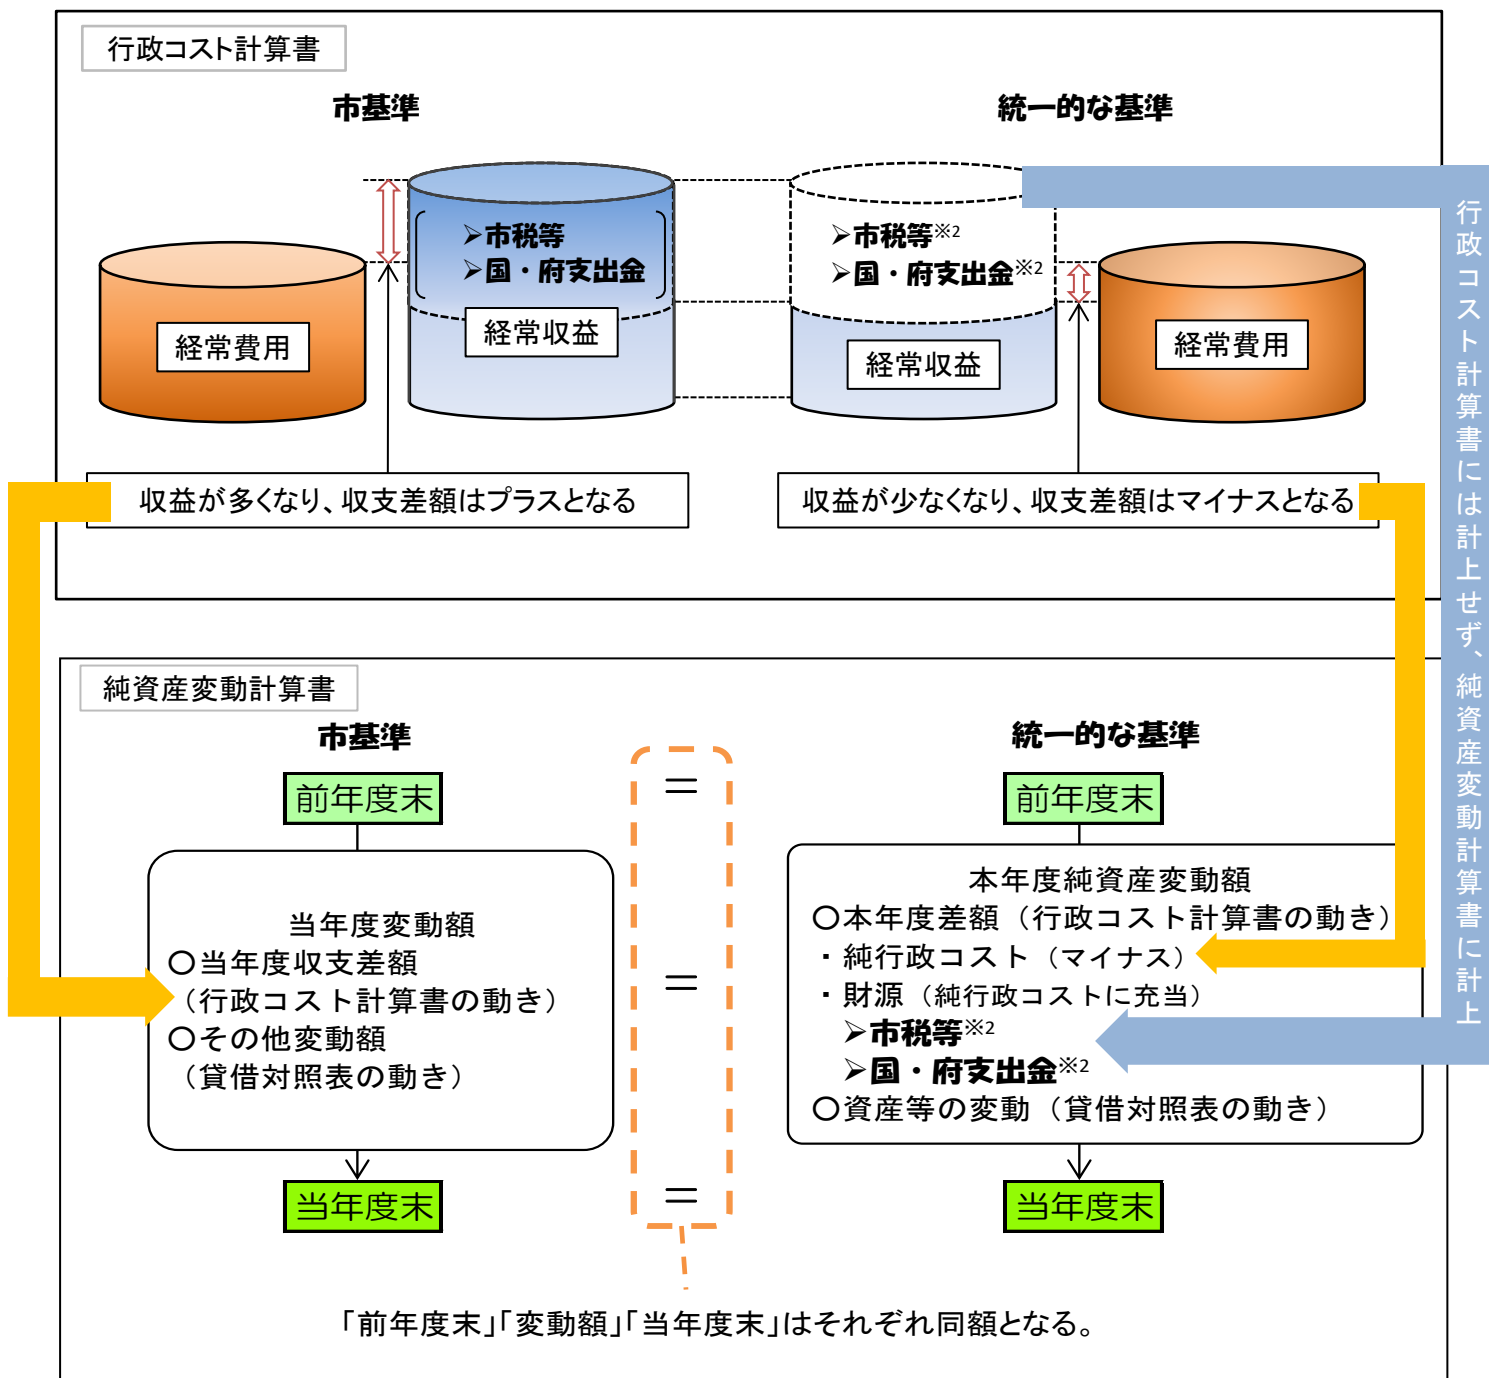 行政コスト計算書
市基準
統一的な基準
➢市税等
➢国・府支出金
経常費用
経常収益
➢市税等※2
➢国・府支出金※2
経常収益
経常費用
収益が多くなり、収支差額はプラスとなる
収益が少なくなり、収支差額はマイナスとなる
行政コスト計算書には計上せず、純資産変動計算書に計上
純資産変動計算書
市基準
統一的な基準
前年度末
＝
前年度末
当年度変動額
○当年度収支差額
（行政コスト計算書の動き）
○その他変動額
（貸借対照表の動き）
＝
本年度純資産変動額
○本年度差額（行政コスト計算書の動き）
・純行政コスト（マイナス）
・財源（純行政コストに充当）
➢市税等※2
➢国・府支出金※2
○資産等の変動（貸借対照表の動き）
当年度末
＝
当年度末
「前年度末」「変動額」「当年度末」はそれぞれ同額となる。